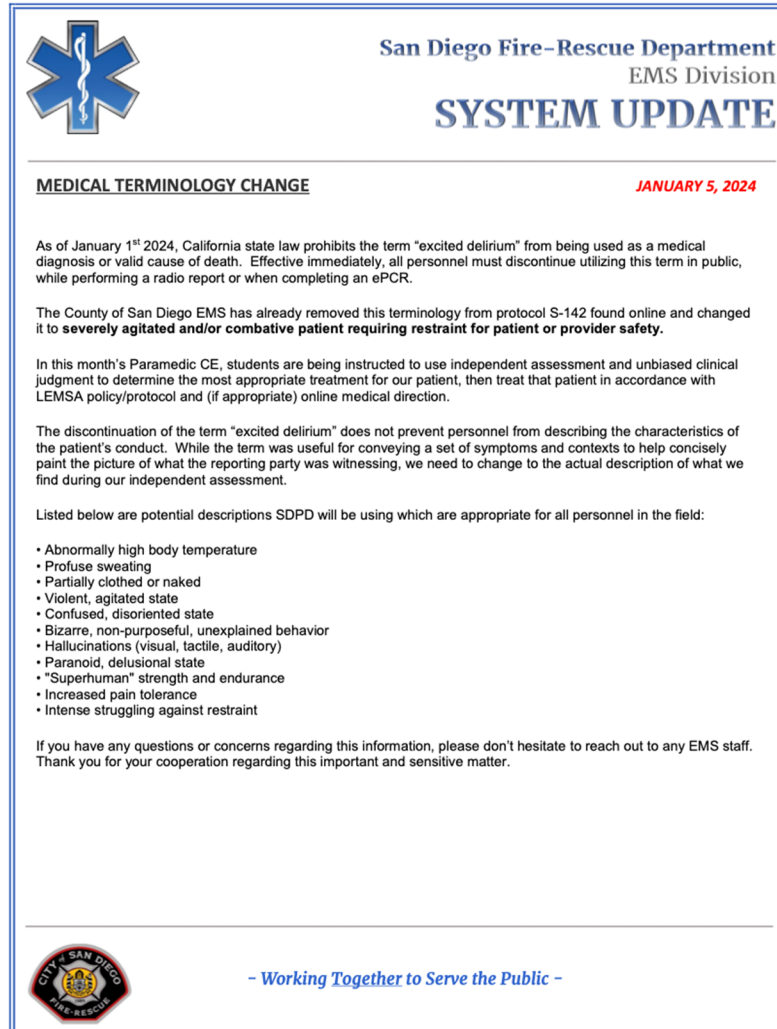 San Diego Fire–Rescue Department
EMS Division
SYSTEM UPDATE
MEDICAL TERMINOLOGY CHANGE
JANUARY 5, 2024
As of January 1st 2024, California state law prohibits the term “excited delirium” from being used as a medical
diagnosis or valid cause of death. Effective immediately, all personnel must discontinue utilizing this term in public,
while performing a radio report or when completing an ePCR.
The County of San Diego EMS has already removed this terminology from protocol S-142 found online and changed
it to severely agitated and/or combative patient requiring restraint for patient or provider safety.
In this month’s Paramedic CE, students are being instructed to use independent assessment and unbiased clinical
judgment to determine the most appropriate treatment for our patient, then treat that patient in accordance with
LEMSA policy/protocol and (if appropriate) online medical direction.
The discontinuation of the term “excited delirium” does not prevent personnel from describing the characteristics of
the patient’s conduct. While the term was useful for conveying a set of symptoms and contexts to help concisely
paint the picture of what the reporting party was witnessing, we need to change to the actual description of what we
find during our independent assessment.
Listed below are potential descriptions SDPD will be using which are appropriate for all personnel in the field:
• Abnormally high body temperature
• Profuse sweating
• Partially clothed or naked
• Violent, agitated state
• Confused, disoriented state
• Bizarre, non-purposeful, unexplained behavior
• Hallucinations (visual, tactile, auditory)
• Paranoid, delusional state
• "Superhuman" strength and endurance
• Increased pain tolerance
• Intense struggling against restraint
If you have any questions or concerns regarding this information, please don’t hesitate to reach out to any EMS staff.
Thank you for your cooperation regarding this important and sensitive matter.
CITY of SAN DIEGO
FIRE-RESCUE
~ Working Together to Serve the Public ~